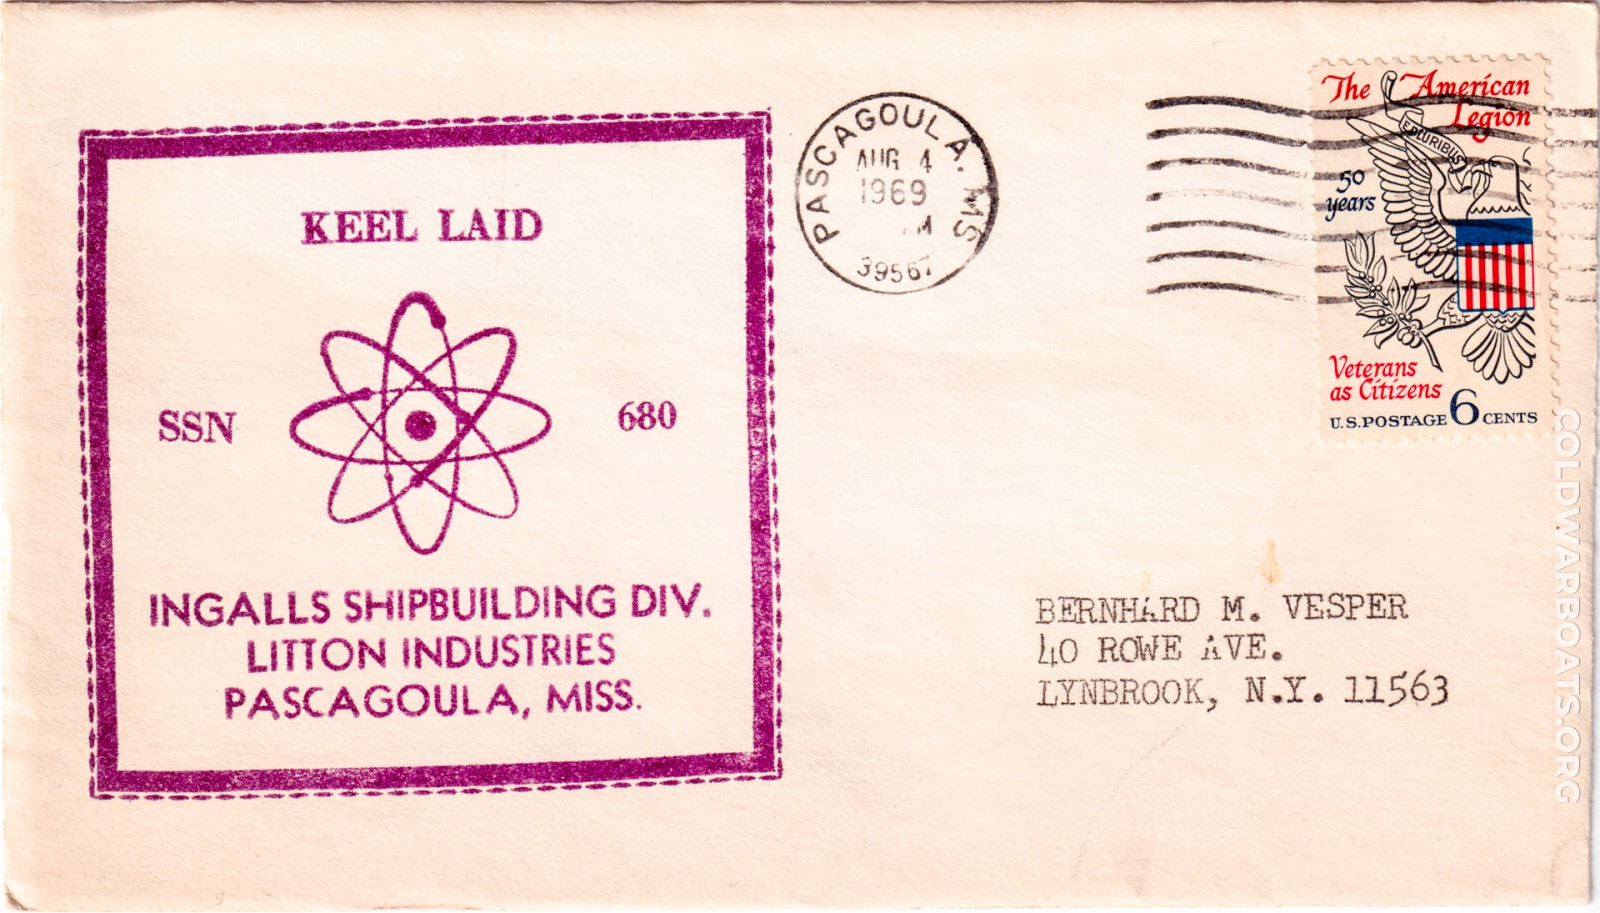 KEEL LAID
SSN 680
INGALLS SHIPBUILDING DIV.
LITTON INDUSTRIES
PASCAGOULA, MISS.
PASCAGOULA. MS
AUG 4
1969
39567
The American
Legion
E PLURIBUS
50
years
Veterans
as Citizens
U.S. POSTAGE 6 CENTS
BERNHARD M. VESPER
40 ROWE AVE.
LYNBROOK, N.Y. 11563
COLDWARBOATS.ORG